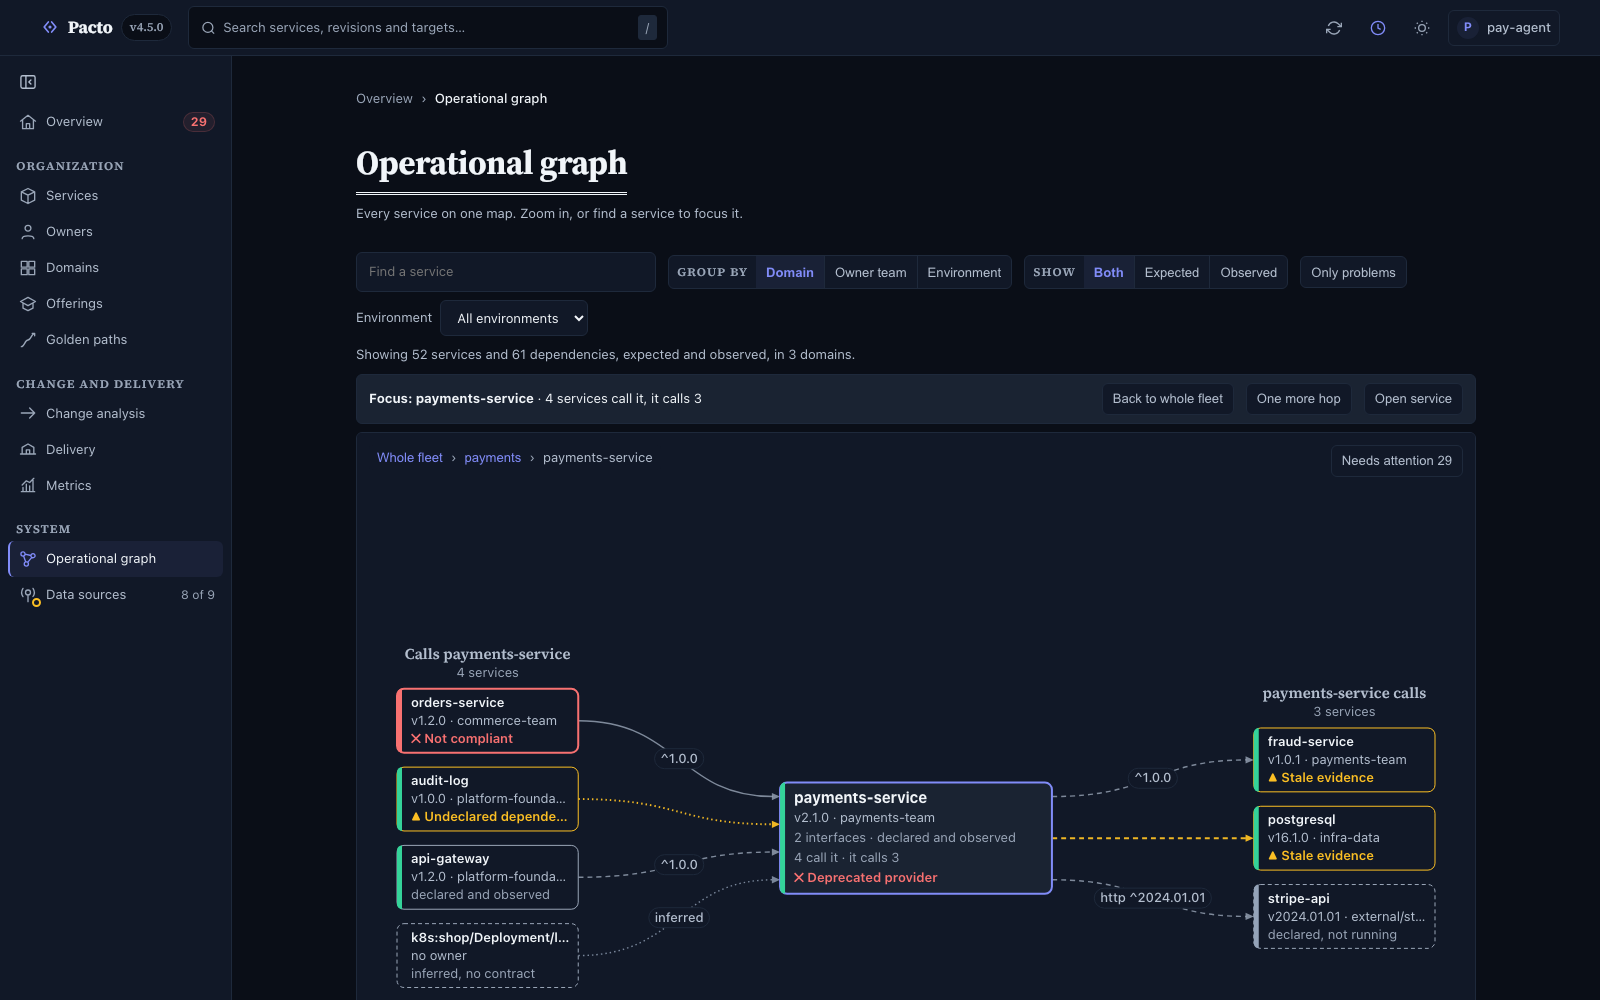 Pacto
v4.5.0
Search services, revisions and targets...
/
P
pay-agent
Overview
29
ORGANIZATION
Services
Owners
Domains
Offerings
Golden paths
CHANGE AND DELIVERY
Change analysis
Delivery
Metrics
SYSTEM
Operational graph
Data sources
8 of 9
Overview › Operational graph
Operational graph
Every service on one map. Zoom in, or find a service to focus it.
Find a service
GROUP BY Domain Owner team Environment
SHOW Both Expected Observed
Only problems
Environment All environments
Showing 52 services and 61 dependencies, expected and observed, in 3 domains.
Focus: payments-service · 4 services call it, it calls 3
Back to whole fleet
One more hop
Open service
Whole fleet › payments › payments-service
Needs attention 29
Calls payments-service
4 services
orders-service
v1.2.0 · commerce-team
Not compliant
audit-log
v1.0.0 · platform-founda...
Undeclared depende...
api-gateway
v1.2.0 · platform-founda...
declared and observed
k8s:shop/Deployment/l...
no owner
inferred, no contract
^1.0.0
^1.0.0
inferred
payments-service
v2.1.0 · payments-team
2 interfaces · declared and observed
4 call it · it calls 3
Deprecated provider
^1.0.0
http ^2024.01.01
payments-service calls
3 services
fraud-service
v1.0.1 · payments-team
Stale evidence
postgresql
v16.1.0 · infra-data
Stale evidence
stripe-api
v2024.01.01 · external/st...
declared, not running